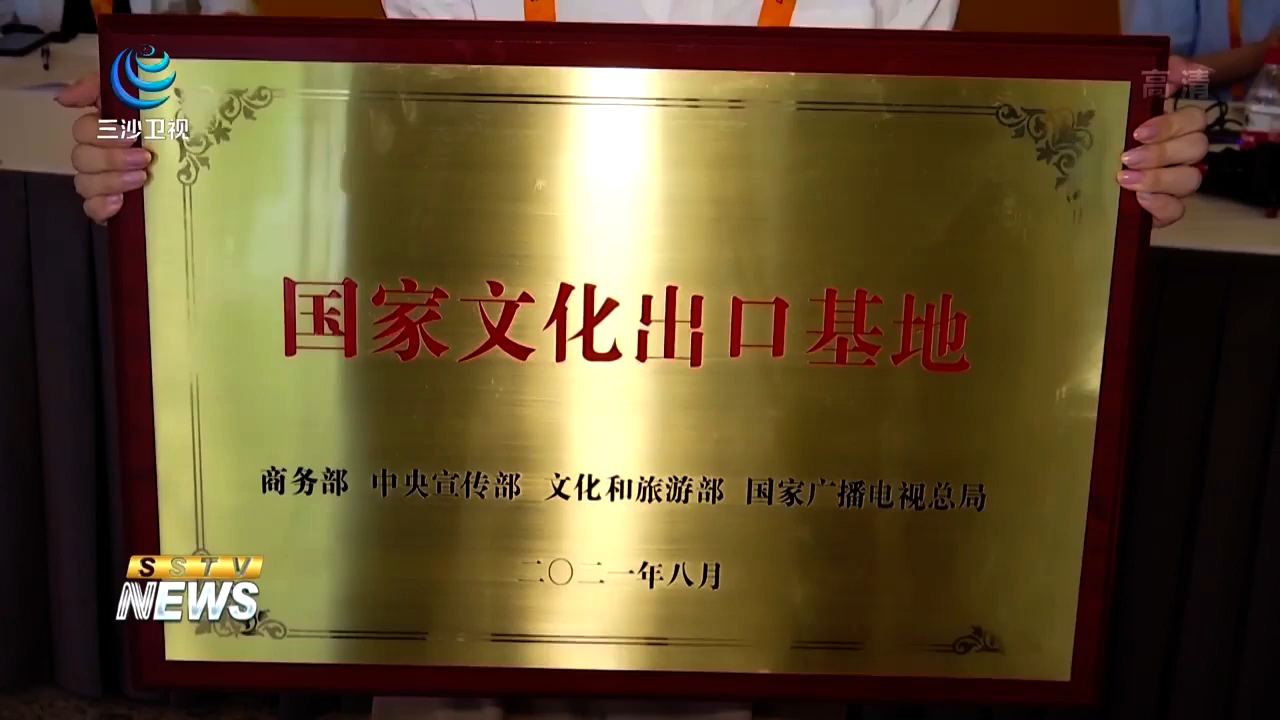 三沙卫视
高清
国家文化出口基地
商务部 中央宣传部 文化和旅游部 国家广播电视总局
二〇二一年八月
SSTV
NEWS